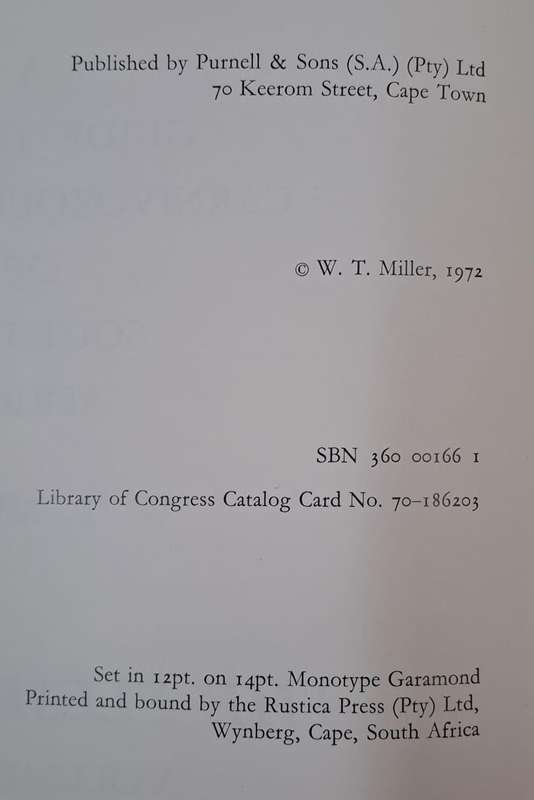 Published by Purnell & Sons (S.A.) (Pty) Ltd
70 Keerom Street, Cape Town
© W. T. Miller, 1972
SBN 360 00166 1
Library of Congress Catalog Card No. 70–186203
Set in 12pt. on 14pt. Monotype Garamond
Printed and bound by the Rustica Press (Pty) Ltd,
Wynberg, Cape, South Africa